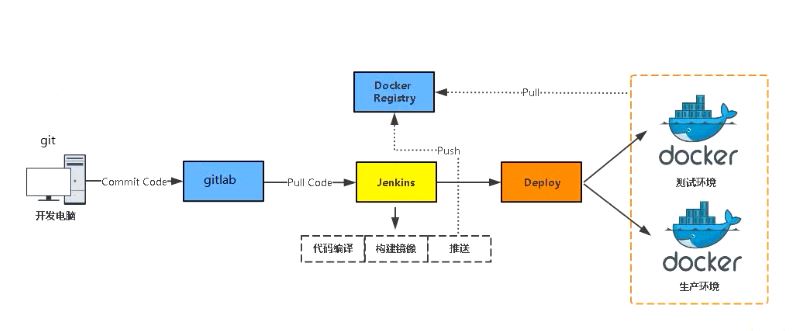 git
开发电脑
Commit Code
gitlab
Pull Code
Jenkins
代码编译
构建镜像
推送
Push
Docker
Registry
Pull
Deploy
docker
测试环境
docker
生产环境